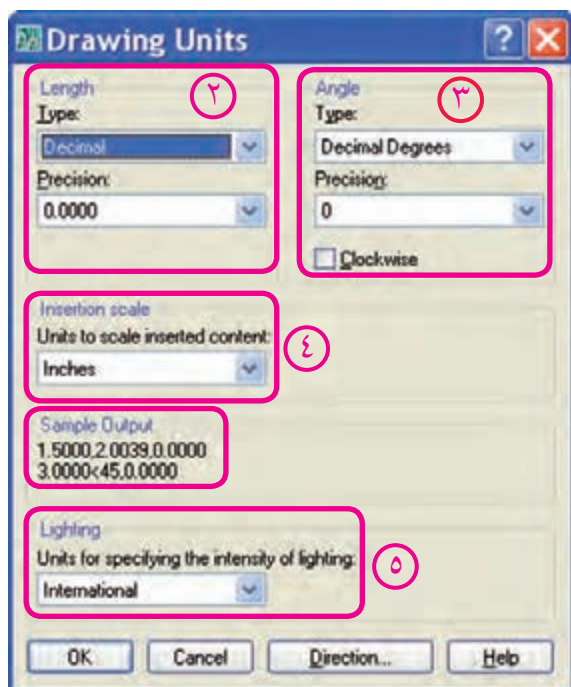 Drawing Units
Length
٢
Type:
Decimal
Precision:
0.0000
Angle
٣
Type:
Decimal Degrees
Precision:
0
Clockwise
Insertion scale
Units to scale inserted content:
Inches
٤
Sample Output
1.5000,2.0039,0.0000
3.0000<45,0.0000
Lighting
Units for specifying the intensity of lighting:
International
٥
OK
Cancel
Direction...
Help